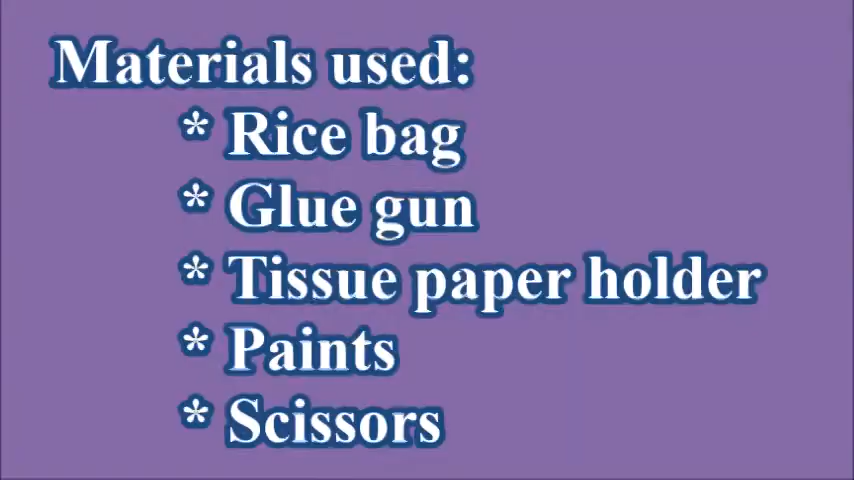 Materials used:
* Rice bag
* Glue gun
* Tissue paper holder
* Paints
* Scissors